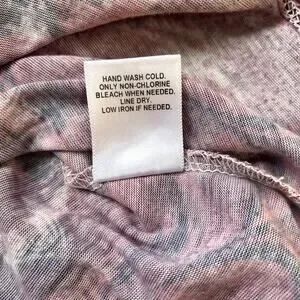 HAND WASH COLD.
ONLY NON-CHLORINE
BLEACH WHEN NEEDED.
LINE DRY.
LOW IRON IF NEEDED.